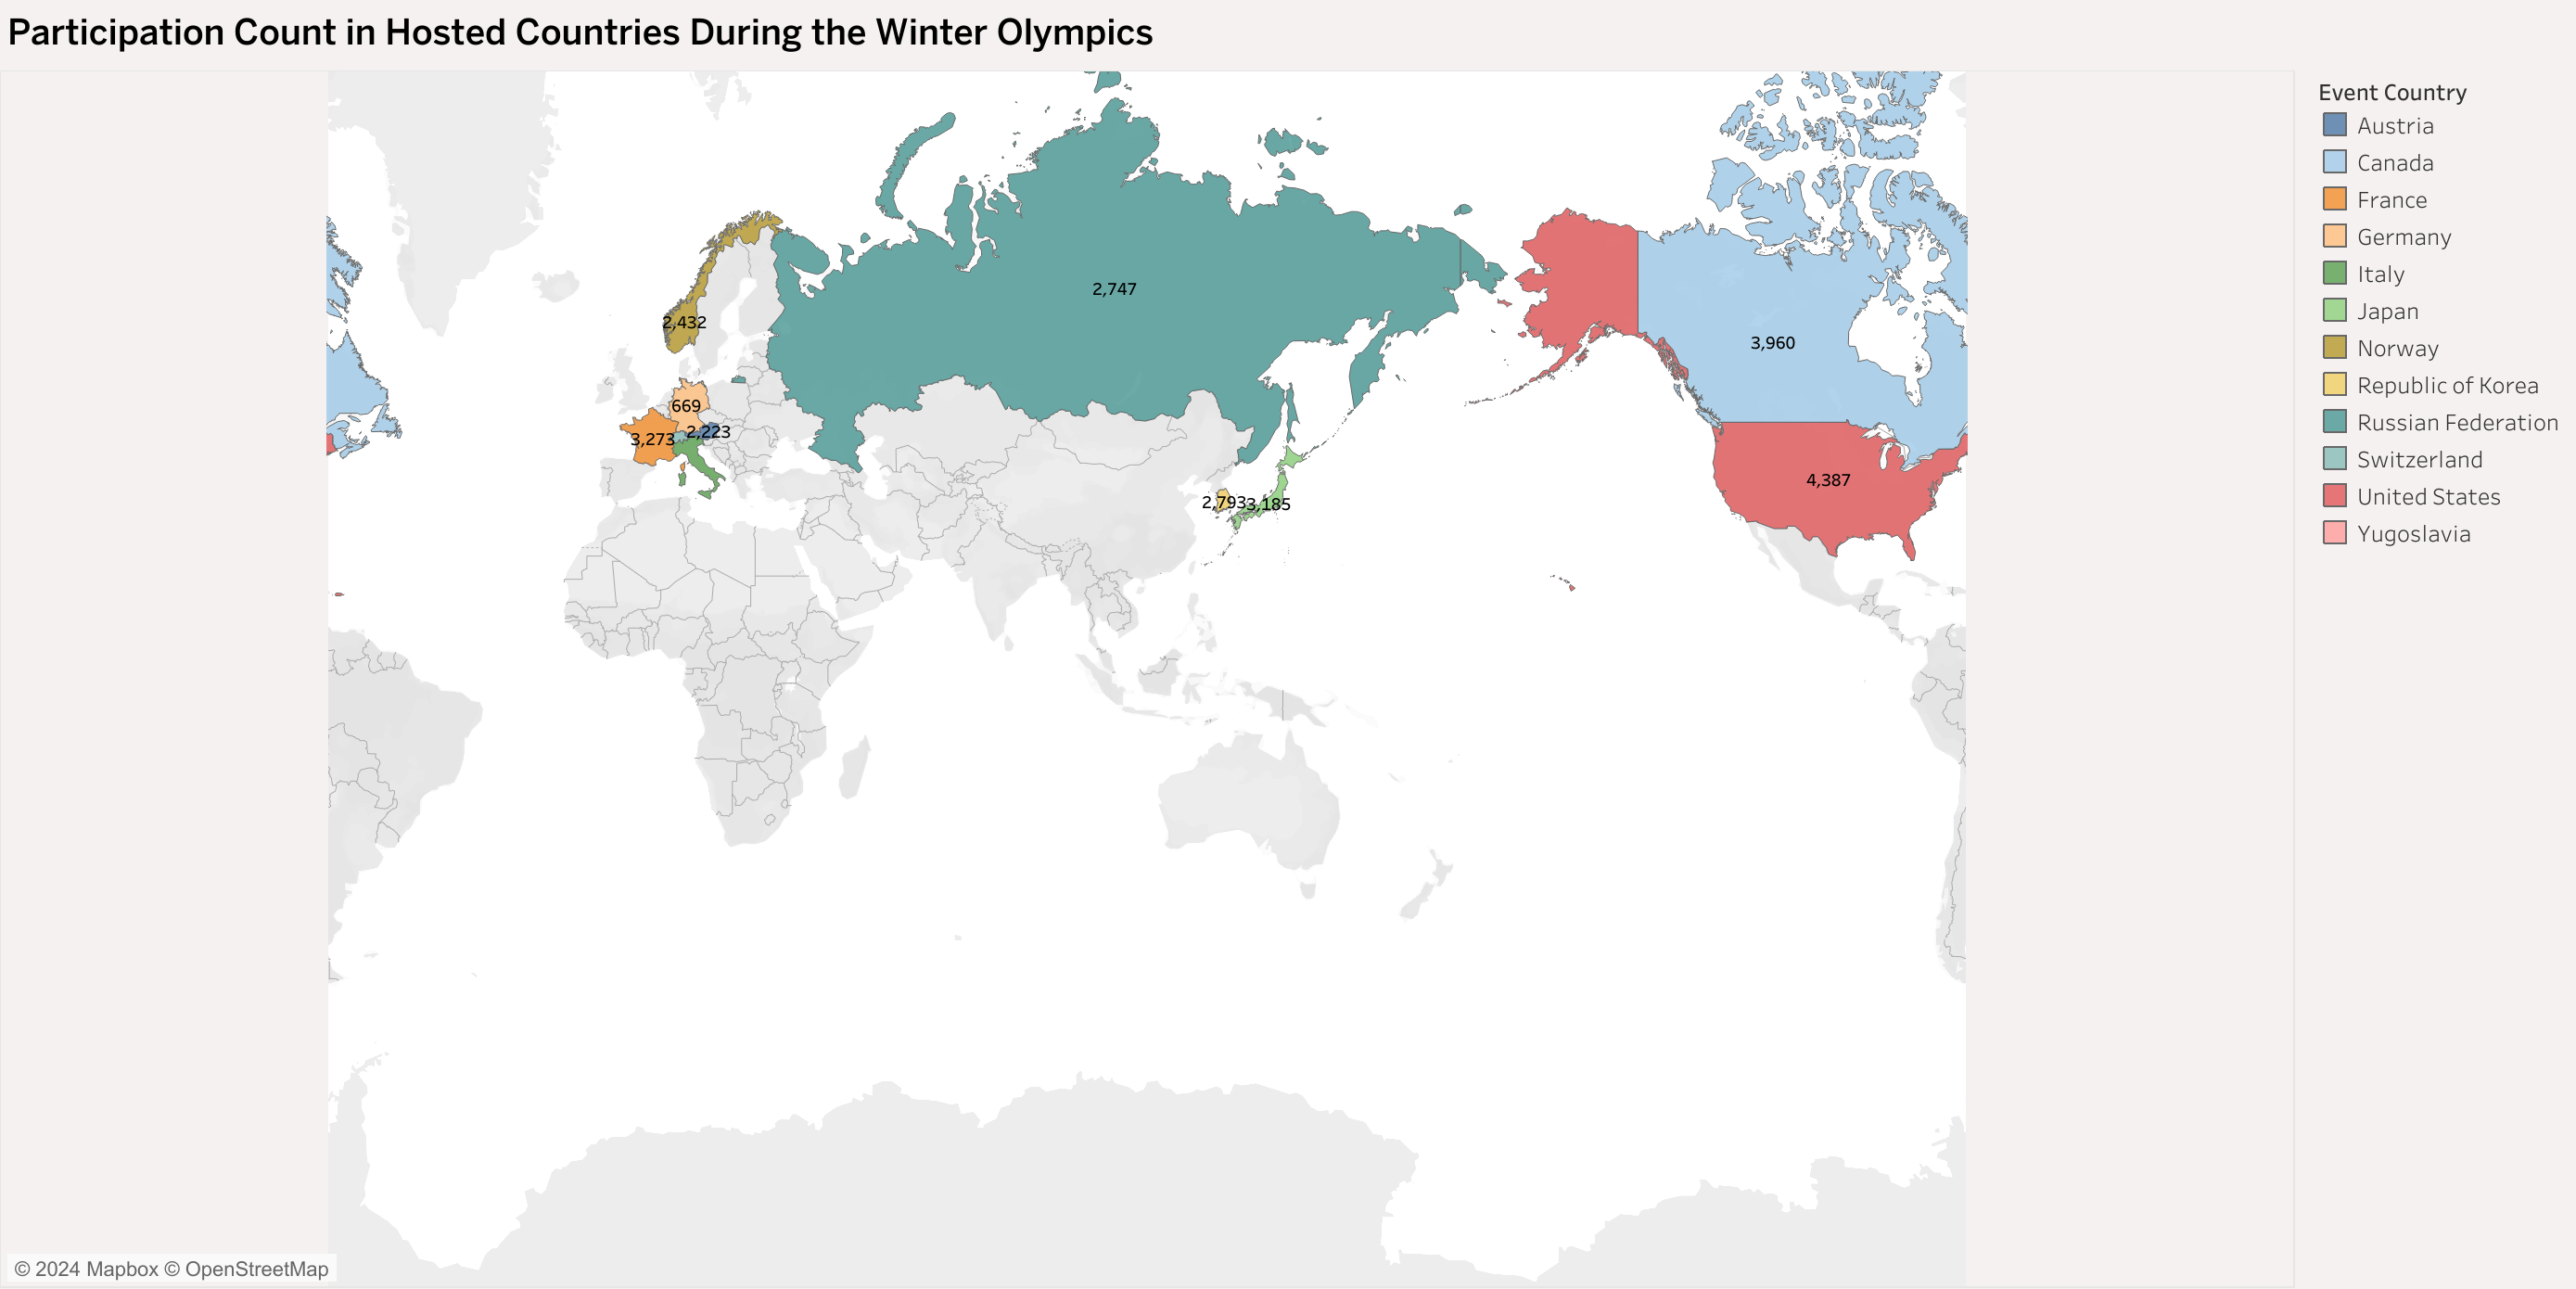 Participation Count in Hosted Countries During the Winter Olympics
Event Country
Austria
Canada
France
Germany
Italy
Japan
Norway
Republic of Korea
Russian Federation
Switzerland
United States
Yugoslavia
2,747
2,432
3,960
669
2,223
3,273
4,387
2,793
3,185
© 2024 Mapbox © OpenStreetMap